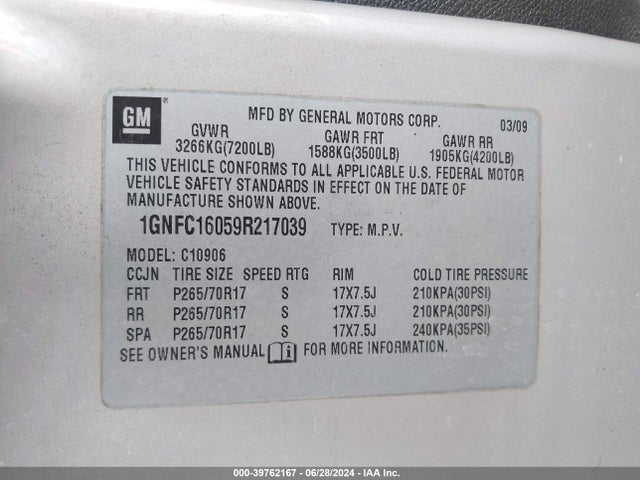 GM ®
MFD BY GENERAL MOTORS CORP. 03/09
GVWR GAWR FRT GAWR RR
3266KG(7200LB) 1588KG(3500LB) 1905KG(4200LB)
THIS VEHICLE CONFORMS TO ALL APPLICABLE U.S. FEDERAL MOTOR
VEHICLE SAFETY STANDARDS IN EFFECT ON THE DATE OF
MANUFACTURE SHOWN ABOVE.
1GNFC16059R217039 TYPE: M.P.V.
MODEL: C10906
CCJN TIRE SIZE SPEED RTG RIM COLD TIRE PRESSURE
FRT P265/70R17 S 17X7.5J 210KPA(30PSI)
RR P265/70R17 S 17X7.5J 210KPA(30PSI)
SPA P265/70R17 S 17X7.5J 240KPA(35PSI)
SEE OWNER'S MANUAL i FOR MORE INFORMATION.
000-39762167 - 06/28/2024 - IAA Inc.